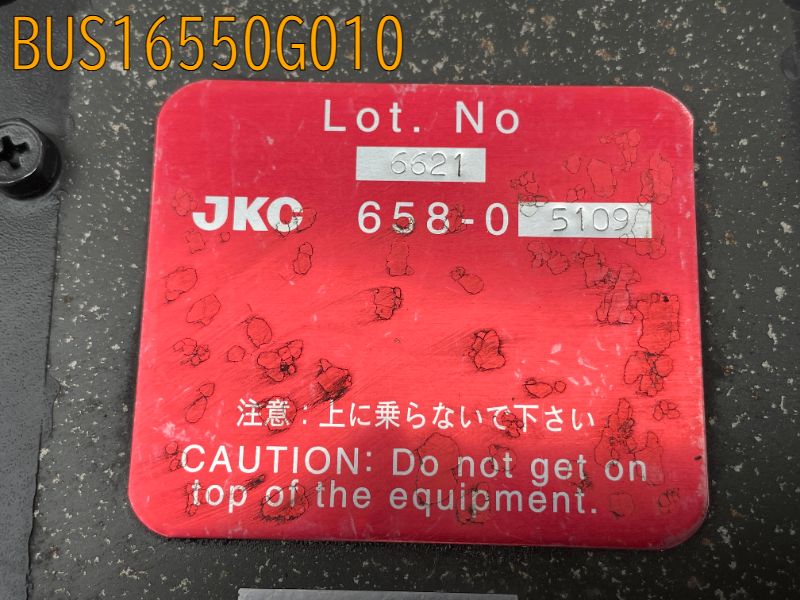 BUS16550G010
Lot. No
6621
JKC 658-0 5109
注意：上に乗らないで下さい
CAUTION: Do not get on
top of the equipment.